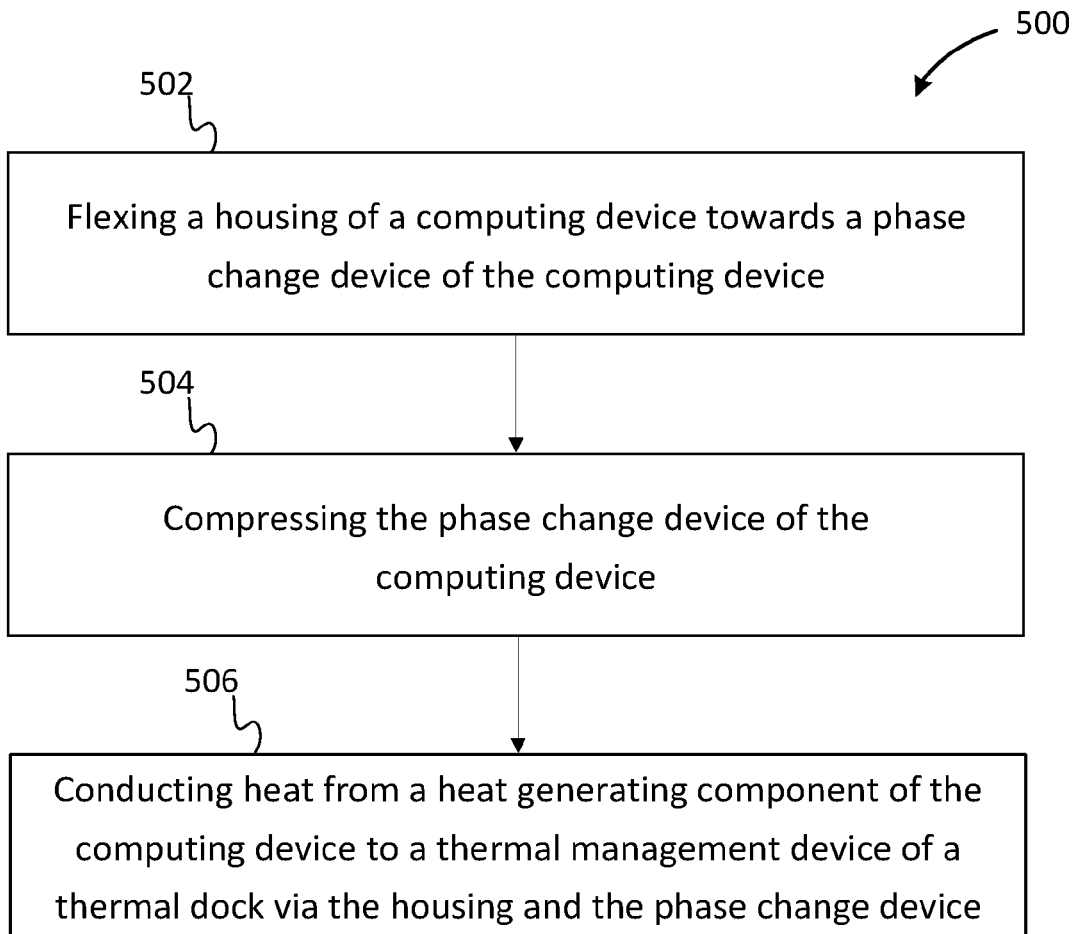 500
502
Flexing a housing of a computing device towards a phase
change device of the computing device
504
Compressing the phase change device of the
computing device
506
Conducting heat from a heat generating component of the
computing device to a thermal management device of a
thermal dock via the housing and the phase change device